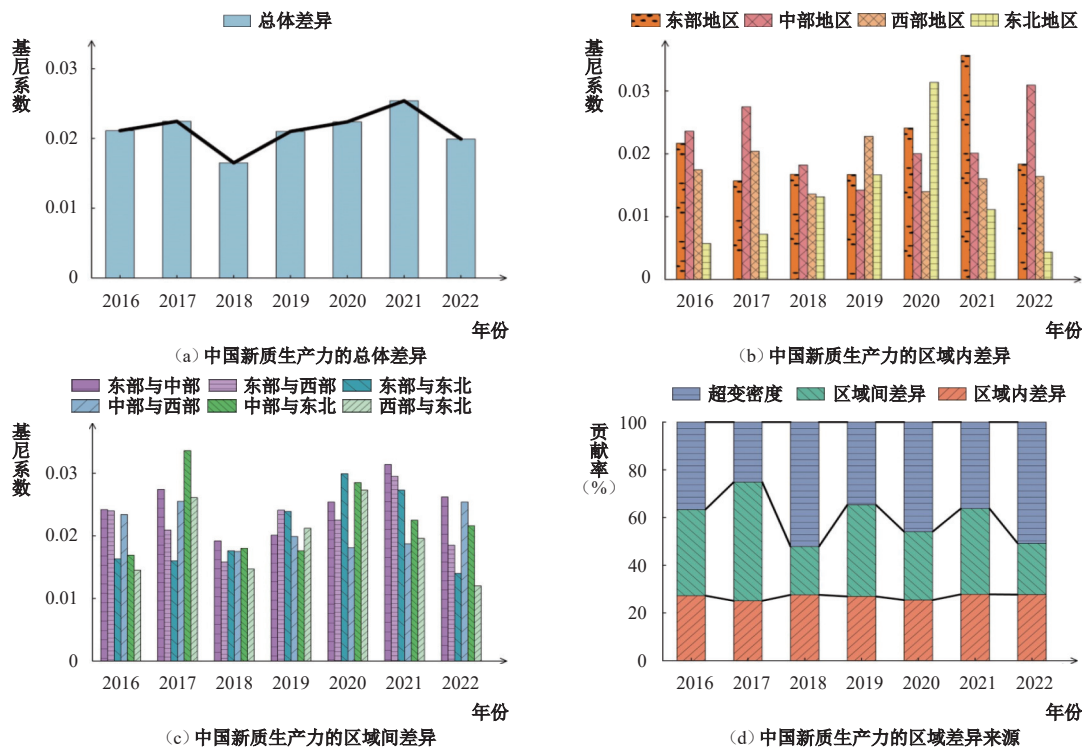 总体差异
基尼系数
0.03
0.02
0.01
0
2016 2017 2018 2019 2020 2021 2022
年份
(a)中国新质生产力的总体差异
东部地区 中部地区 西部地区 东北地区
基尼系数
0.03
0.02
0.01
0
2016 2017 2018 2019 2020 2021 2022
年份
(b)中国新质生产力的区域内差异
东部与中部 东部与西部 东部与东北
中部与西部 中部与东北 西部与东北
基尼系数
0.03
0.02
0.01
0
2016 2017 2018 2019 2020 2021 2022
年份
(c)中国新质生产力的区域间差异
超变密度 区域间差异 区域内差异
贡献率
(%)
100
80
60
40
20
0
2016 2017 2018 2019 2020 2021 2022
年份
(d)中国新质生产力的区域差异来源